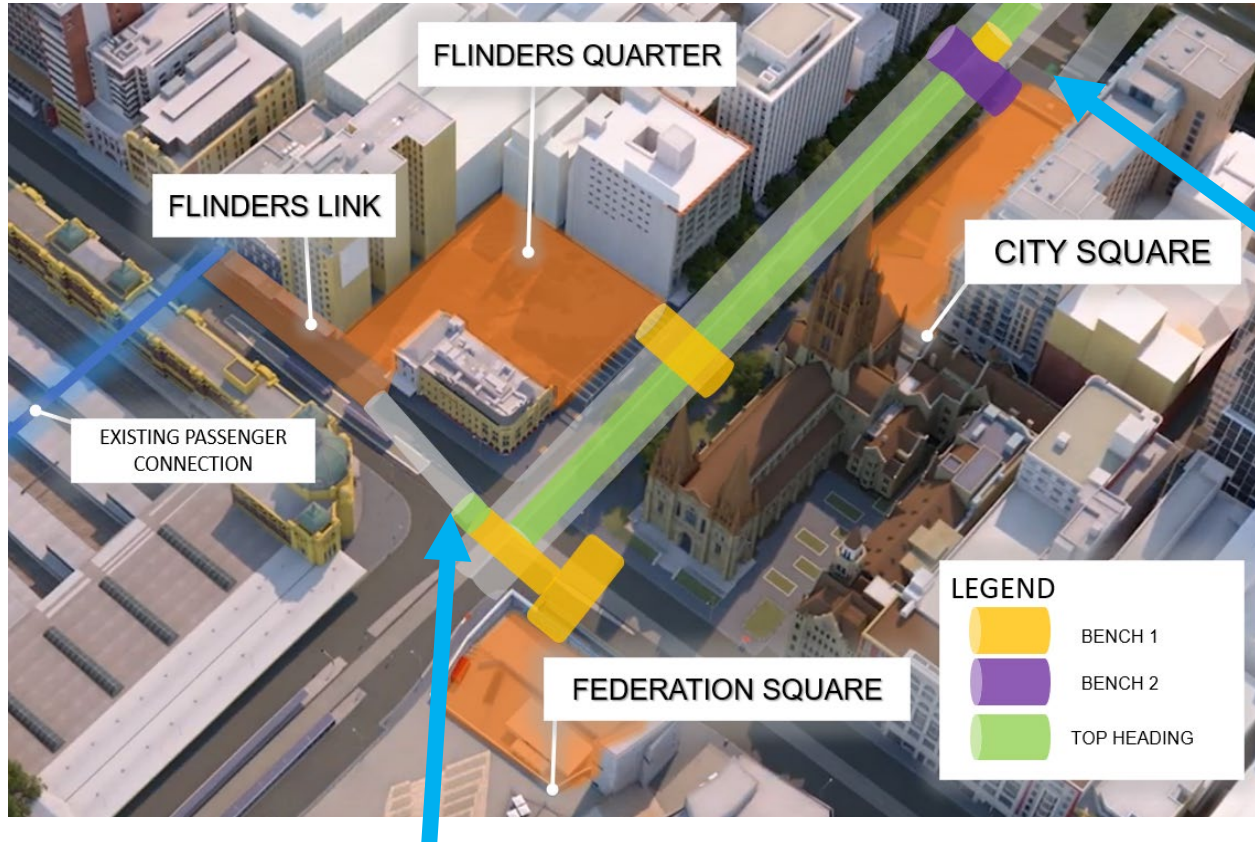 FLINDERS QUARTER
FLINDERS LINK
CITY SQUARE
EXISTING PASSENGER
CONNECTION
FEDERATION SQUARE
LEGEND
BENCH 1
BENCH 2
TOP HEADING